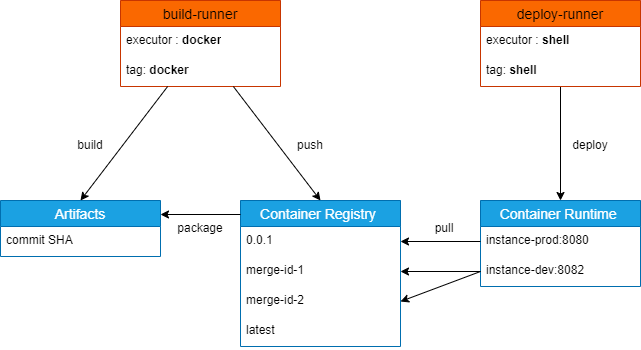 build-runner
executor : docker
tag: docker
deploy-runner
executor : shell
tag: shell
build
push
deploy
Artifacts
commit SHA
package
Container Registry
0.0.1
merge-id-1
merge-id-2
latest
pull
Container Runtime
instance-prod:8080
instance-dev:8082